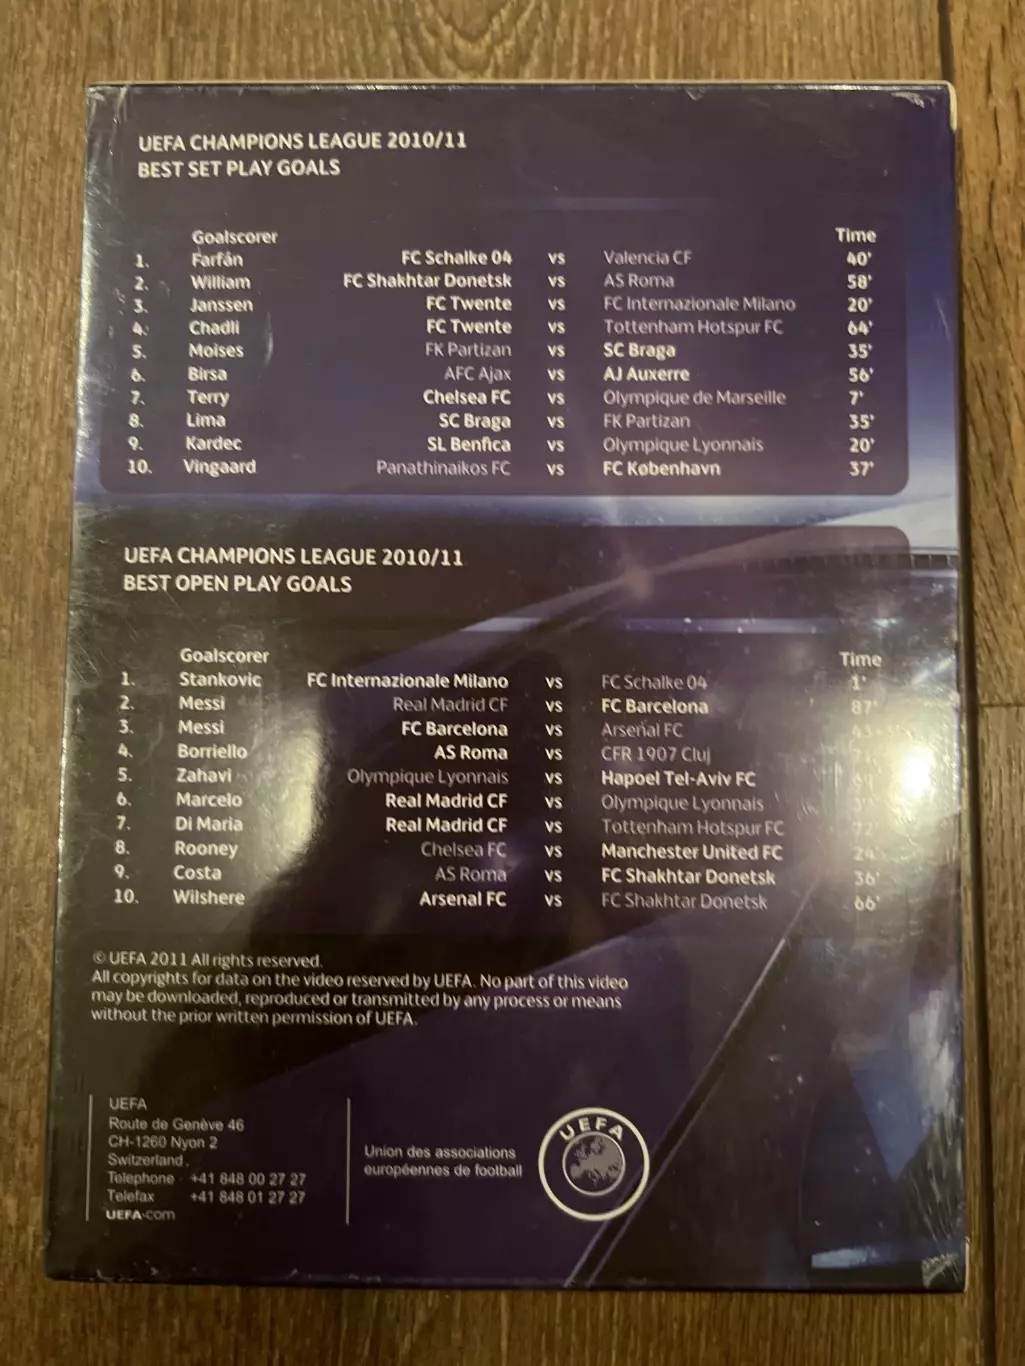 UEFA CHAMPIONS LEAGUE 2010/11
BEST SET PLAY GOALS
Goalscorer Time
1. Farfán FC Schalke 04 vs Valencia CF 40'
2. William FC Shakhtar Donetsk vs AS Roma 58'
3. Janssen FC Twente vs FC Internazionale Milano 20'
4. Chadli FC Twente vs Tottenham Hotspur FC 64'
5. Moises FK Partizan vs SC Braga 35'
6. Birsa AFC Ajax vs AJ Auxerre 56'
7. Terry Chelsea FC vs Olympique de Marseille 7'
8. Lima SC Braga vs FK Partizan 35'
9. Kardec SL Benfica vs Olympique Lyonnais 20'
10. Vingaard Panathinaikos FC vs FC København 37'
UEFA CHAMPIONS LEAGUE 2010/11
BEST OPEN PLAY GOALS
Goalscorer Time
1. Stankovic FC Internazionale Milano vs FC Schalke 04 1'
2. Messi Real Madrid CF vs FC Barcelona 87'
3. Messi FC Barcelona vs Arsenal FC
4. Borriello AS Roma vs CFR 1907 Cluj
5. Zahavi Olympique Lyonnais vs Hapoel Tel-Aviv FC
6. Marcelo Real Madrid CF vs Olympique Lyonnais
7. Di Maria Real Madrid CF vs Tottenham Hotspur FC 72'
8. Rooney Chelsea FC vs Manchester United FC 24'
9. Costa AS Roma vs FC Shakhtar Donetsk 36'
10. Wilshere Arsenal FC vs FC Shakhtar Donetsk 66'
© UEFA 2011 All rights reserved.
All copyrights for data on the video reserved by UEFA. No part of this video
may be downloaded, reproduced or transmitted by any process or means
without the prior written permission of UEFA.
UEFA
Route de Genève 46
CH-1260 Nyon 2
Switzerland
Telephone +41 848 00 27 27
Telefax +41 848 01 27 27
UEFA.com
Union des associations
européennes de football
UEFA